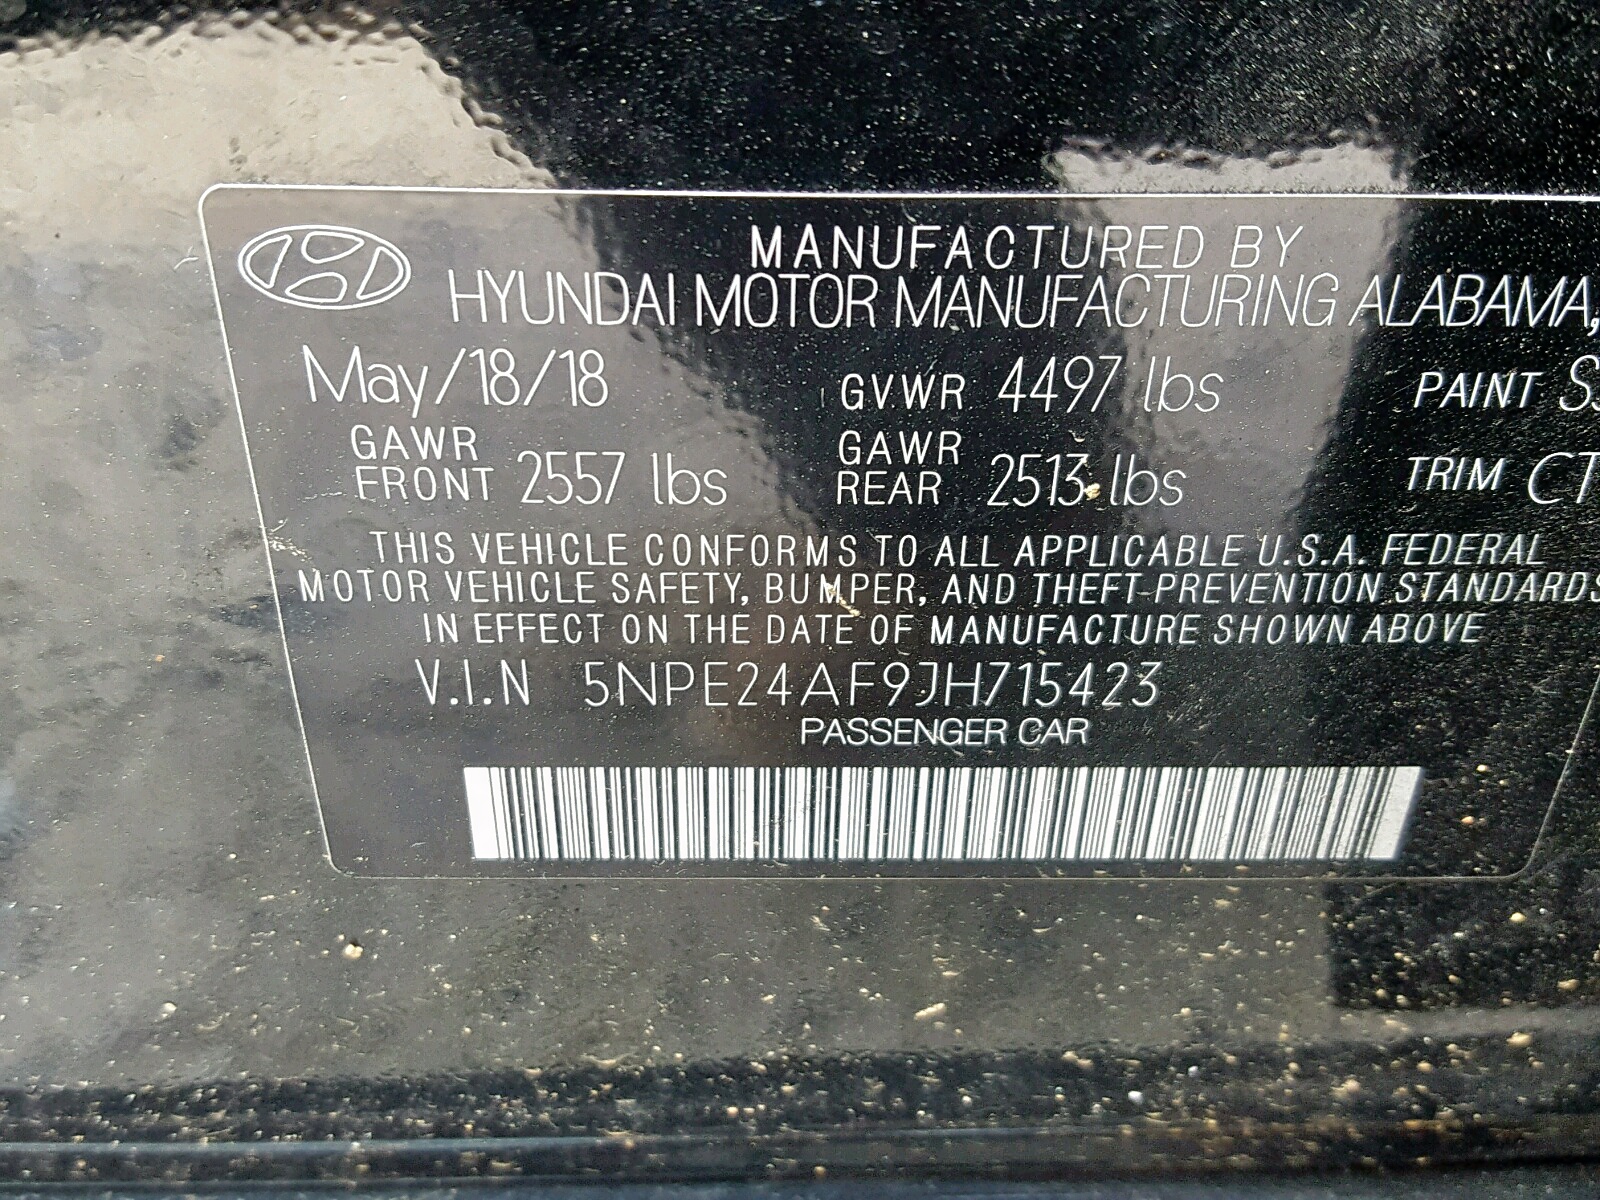 MANUFACTURED BY
HYUNDAI MOTOR MANUFACTURING ALABAMA,
May/18/18 GVWR 4497 lbs PAINT
GAWR FRONT 2557 lbs GAWR REAR 2513 lbs TRIM CT
THIS VEHICLE CONFORMS TO ALL APPLICABLE U.S.A. FEDERAL
MOTOR VEHICLE SAFETY, BUMPER, AND THEFT-PREVENTION STANDARDS
IN EFFECT ON THE DATE OF MANUFACTURE SHOWN ABOVE
V.I.N 5NPE24AF9JH715423
PASSENGER CAR